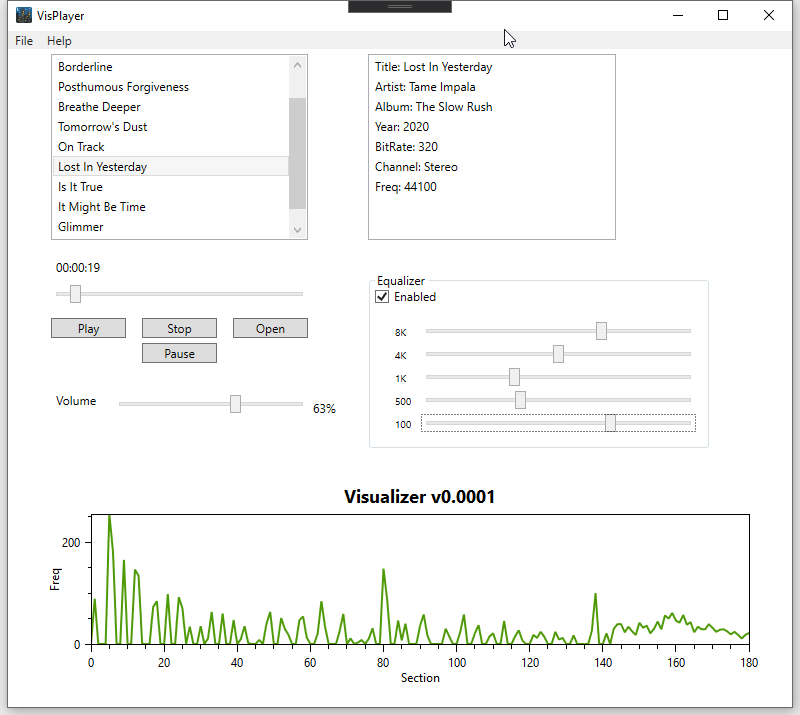 VisPlayer
File Help
Borderline
Posthumous Forgiveness
Breathe Deeper
Tomorrow's Dust
On Track
Lost In Yesterday
Is It True
It Might Be Time
Glimmer
Title: Lost In Yesterday
Artist: Tame Impala
Album: The Slow Rush
Year: 2020
BitRate: 320
Channel: Stereo
Freq: 44100
00:00:19
Play Stop Open
Pause
Volume 63%
Equalizer
Enabled
8K
4K
1K
500
100
Visualizer v0.0001
Freq
200
0
0 20 40 60 80 100 120 140 160 180
Section